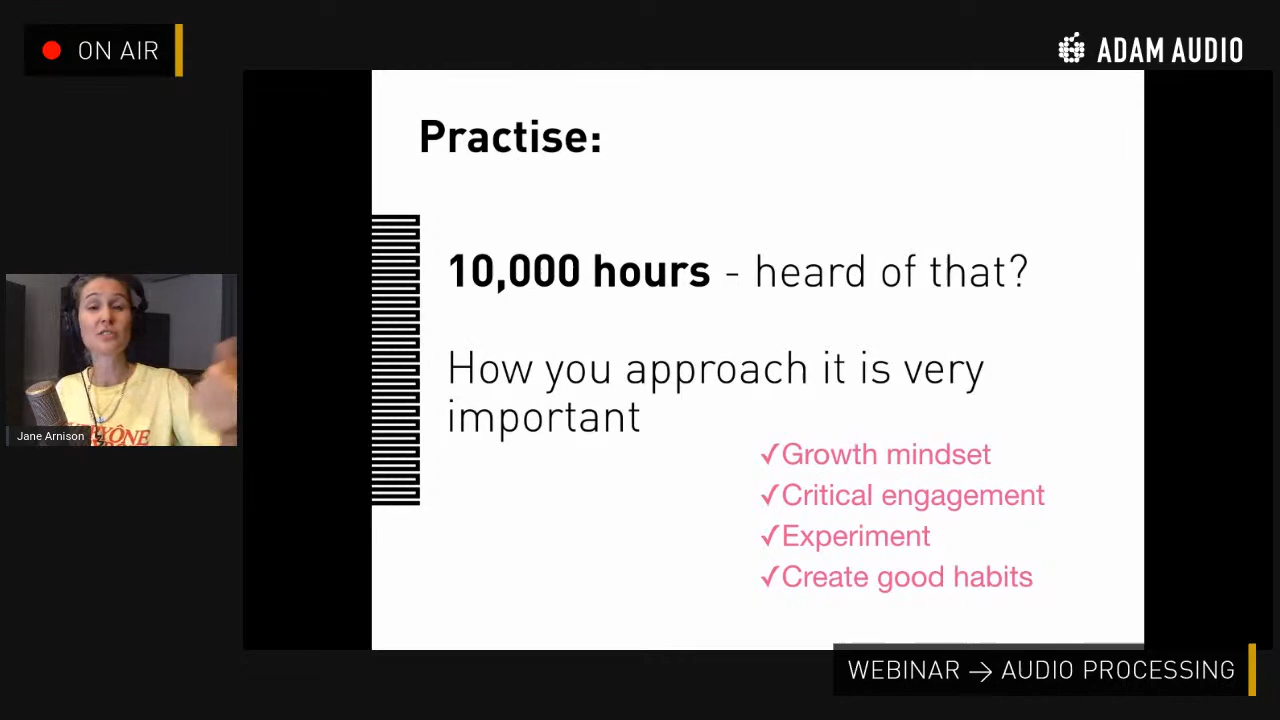 ON AIR
ADAM AUDIO
Practise:
10,000 hours - heard of that?
How you approach it is very
important
✓Growth mindset
✓Critical engagement
✓Experiment
✓Create good habits
Jane Arnison
WEBINAR → AUDIO PROCESSING